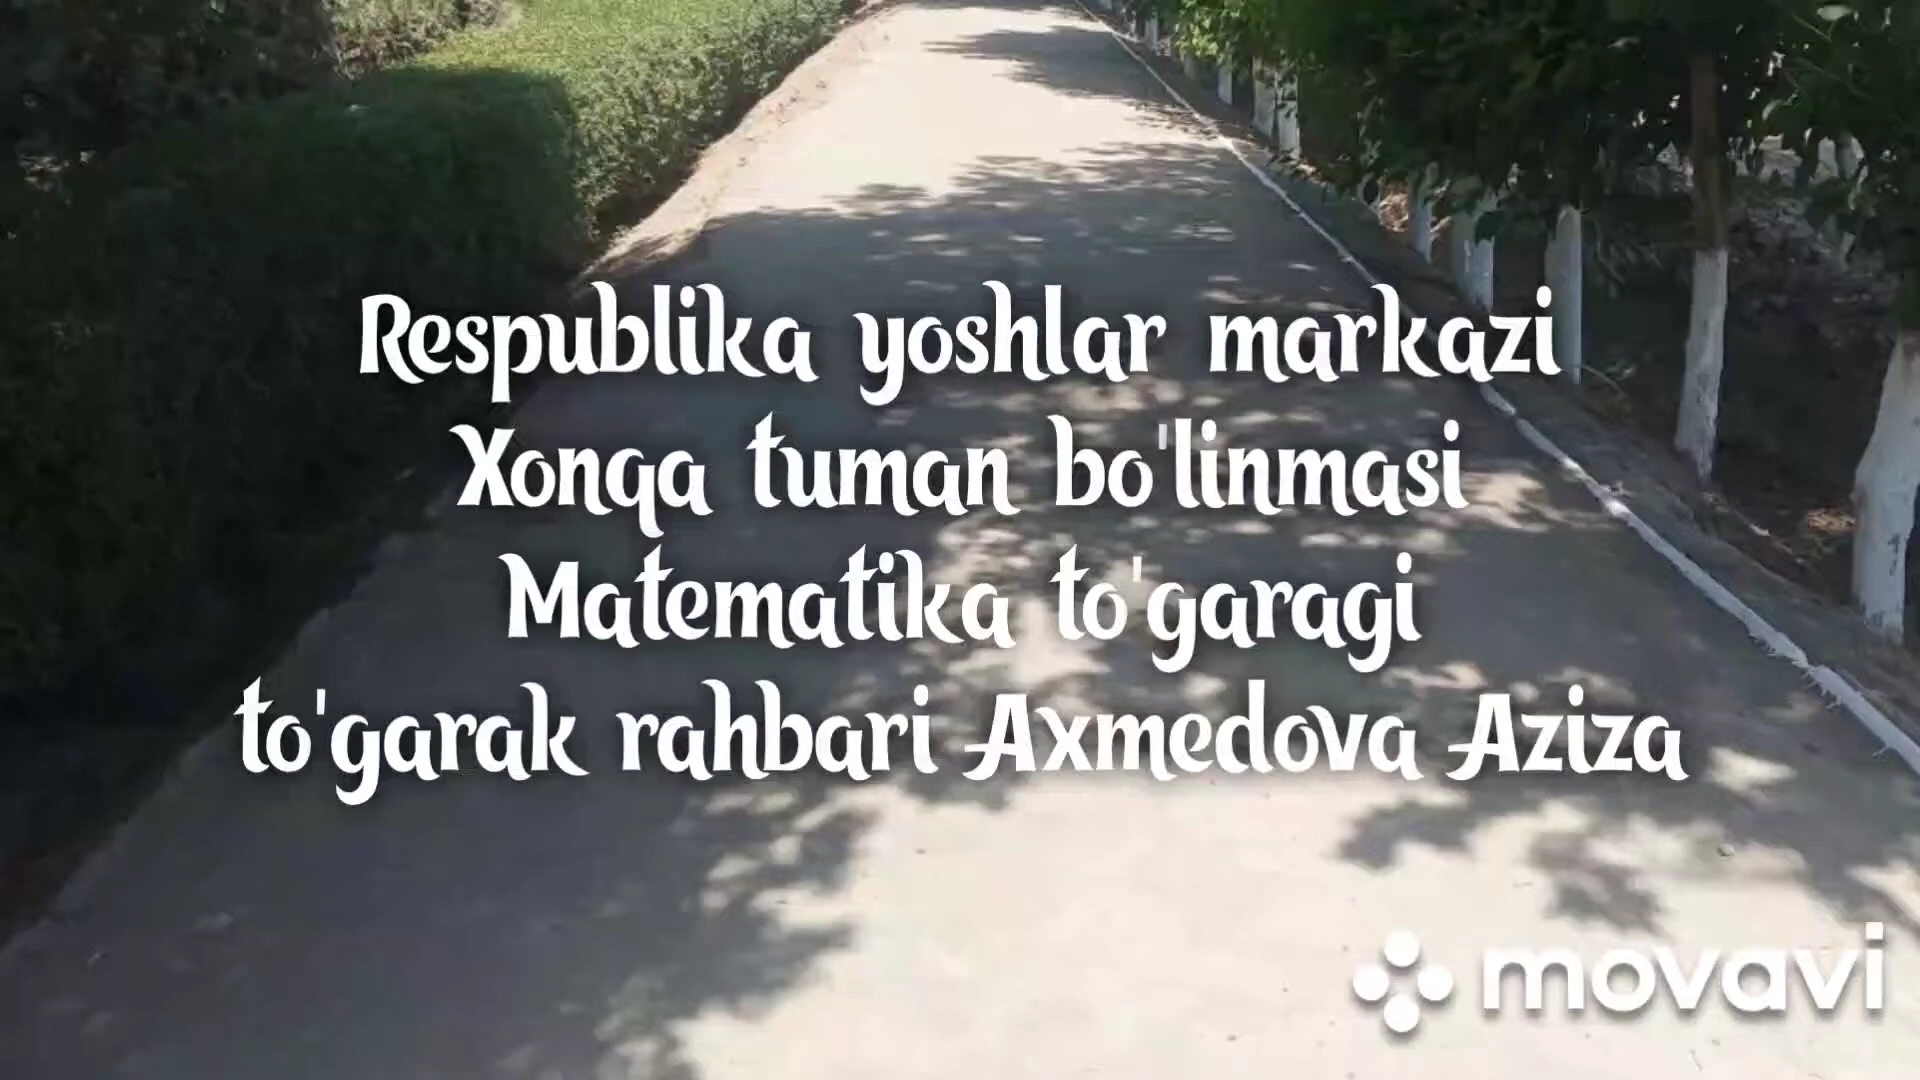 Respublika yoshlar markazi
Xonqa tuman bo'linmasi
Matematika to'garagi
to'garak rahbari Axmedova Aziza
movavi